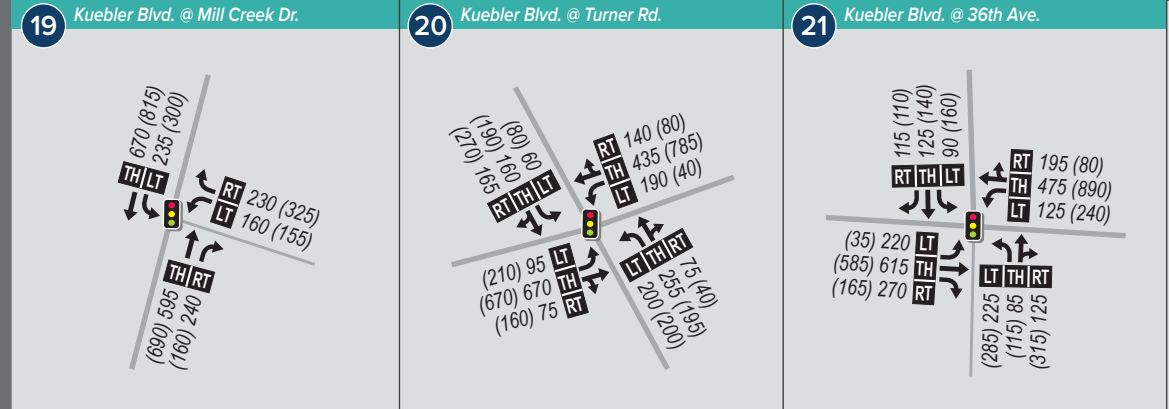 19 Kuebler Blvd. @ Mill Creek Dr.
670 (815)
235 (300)
TH LT
RT 230 (325)
LT 160 (155)
TH RT
(690) 595
(160) 240
20 Kuebler Blvd. @ Turner Rd.
(80) 60
(190) 160
(270) 165
RT TH LT
RT 140 (80)
TH 435 (785)
LT 190 (40)
(210) 95 LT
(670) 670 TH
(160) 75 RT
LT TH RT
75 (40)
255 (195)
200 (200)
21 Kuebler Blvd. @ 36th Ave.
115 (110)
125 (140)
90 (160)
RT TH LT
RT 195 (80)
TH 475 (890)
LT 125 (240)
(35) 220 LT
(585) 615 TH
(165) 270 RT
LT TH RT
(285) 225
(115) 85
(315) 125